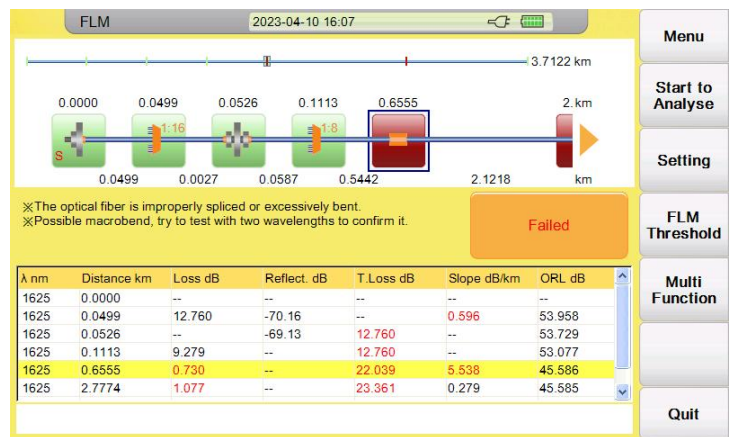 FLM 2023-04-10 16:07
Menu
3.7122 km
Start to
Analyse
0.0000 0.0499 0.0526 0.1113 0.6555 2. km
1:16 1:8
S
0.0499 0.0027 0.0587 0.5442 2.1218 km
Setting
※The optical fiber is improperly spliced or excessively bent.
※Possible macrobend, try to test with two wavelengths to confirm it.
Failed
FLM
Threshold
λ nm Distance km Loss dB Reflect. dB T.Loss dB Slope dB/km ORL dB
1625 0.0000 -- -- -- -- --
1625 0.0499 12.760 -70.16 -- 0.596 53.958
1625 0.0526 -- -69.13 12.760 -- 53.729
1625 0.1113 9.279 -- 12.760 -- 53.077
1625 0.6555 0.730 -- 22.039 5.538 45.586
1625 2.7774 1.077 -- 23.361 0.279 45.585
Multi
Function
Quit